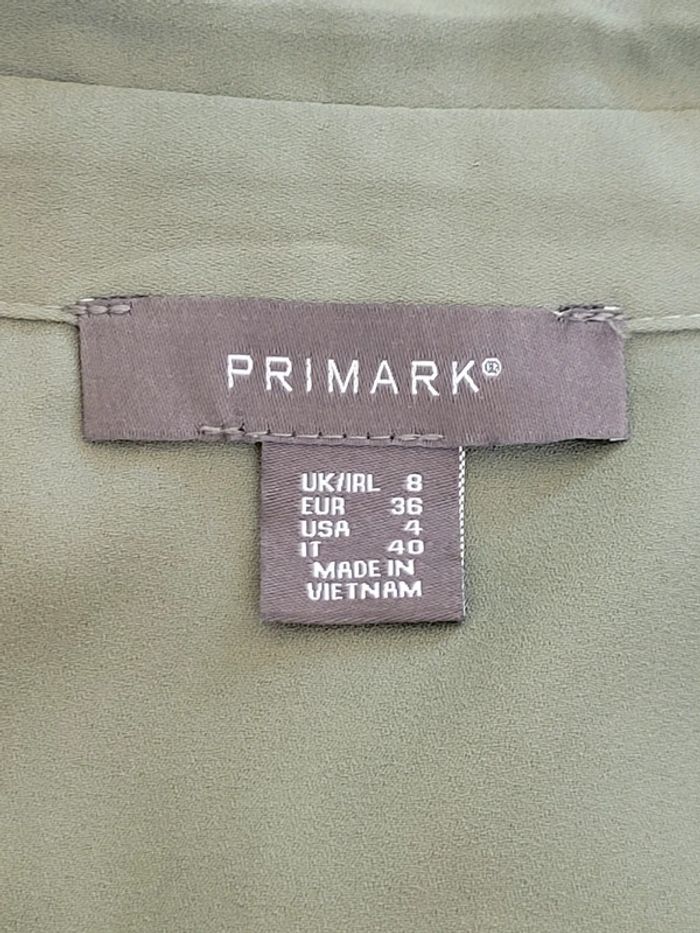 PRIMARK®
UK/IRL 8
EUR 36
USA 4
IT 40
MADE IN
VIETNAM